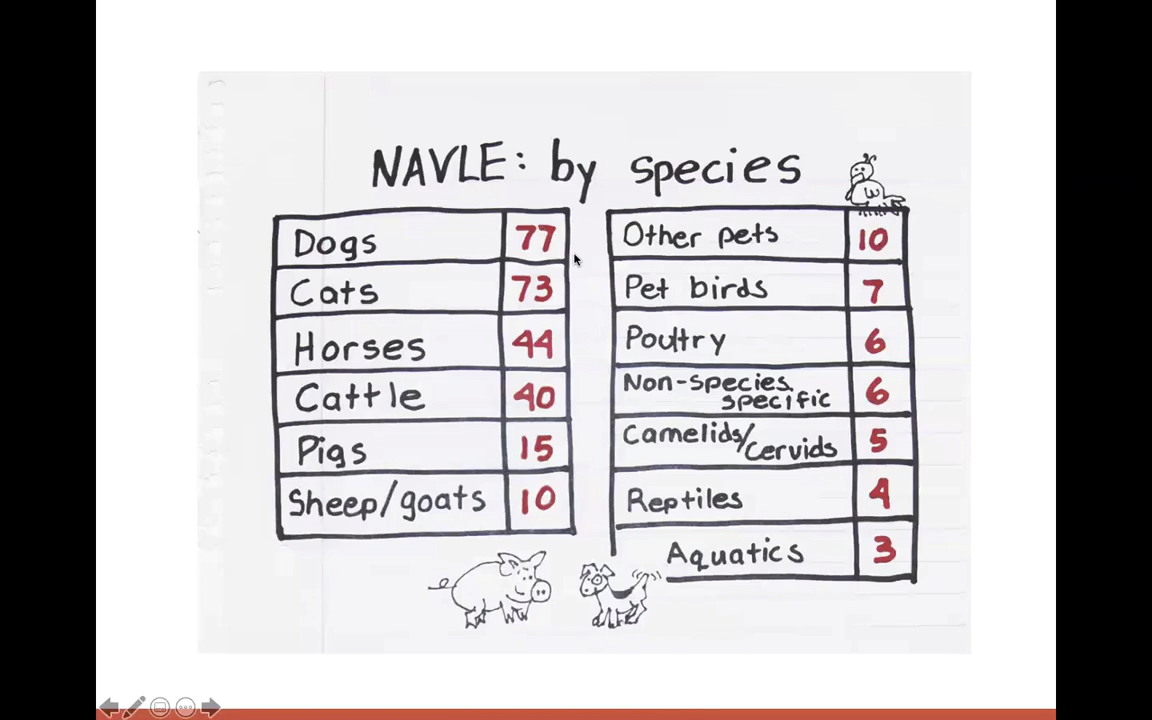 NAVLE: by species
Dogs 77
Cats 73
Horses 44
Cattle 40
Pigs 15
Sheep/goats 10
Other pets 10
Pet birds 7
Poultry 6
Non-species
specific 6
Camelids/
Cervids 5
Reptiles 4
Aquatics 3